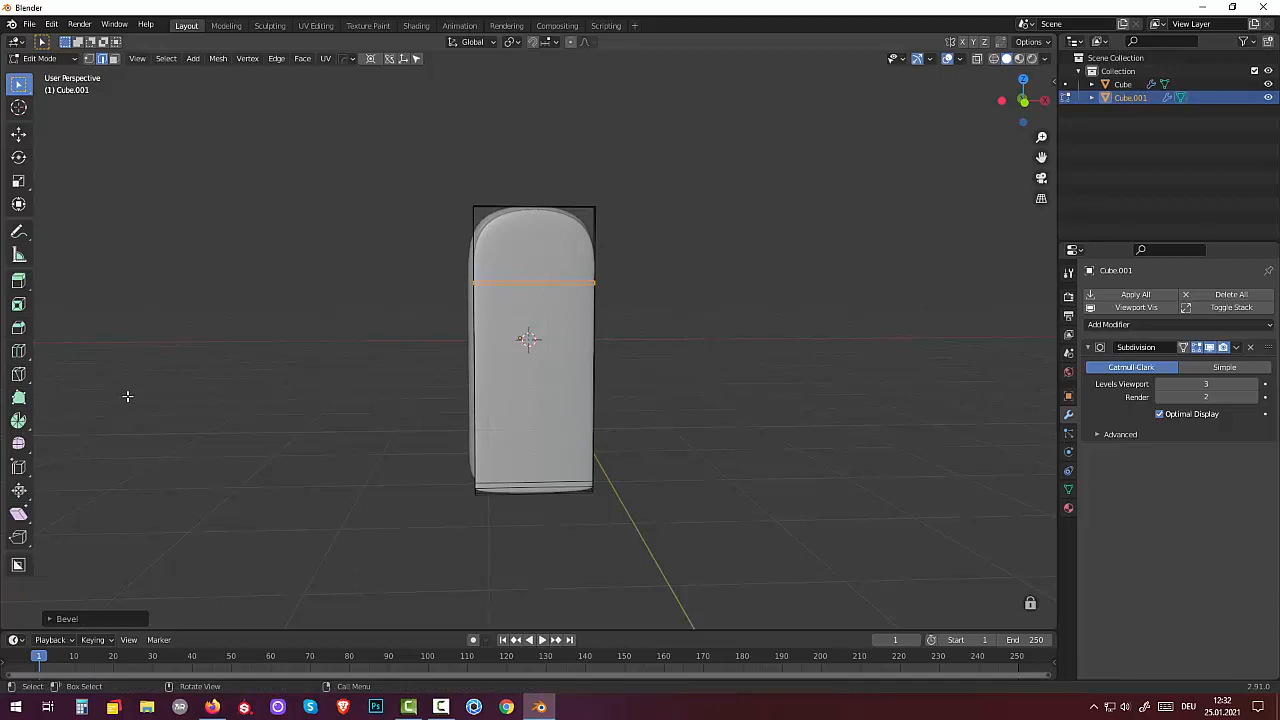 Blender
File Edit Render Window Help Layout Modeling Sculpting UV Editing Texture Paint Shading Animation Rendering Compositing Scripting + Scene View Layer
Global X Y Z Options
Edit Mode View Select Add Mesh Vertex Edge Face UV
User Perspective
(1) Cube.001
Z
X
Scene Collection
Collection
Cube
Cube.001
Cube.001
Apply All Delete All
Viewport Vis Toggle Stack
Add Modifier
Subdivision
Catmull-Clark Simple
Levels Viewport 3
Render 2
Optimal Display
Advanced
Bevel
Playback Keying View Marker 1 Start 1 End 250
1 10 20 30 40 50 60 70 80 90 100 110 120 130 140 150 160 170 180 190 200 210 220 230 240 250
Select Box Select Rotate View Call Menu 2.91.0
DEU 12:32
25.01.2021